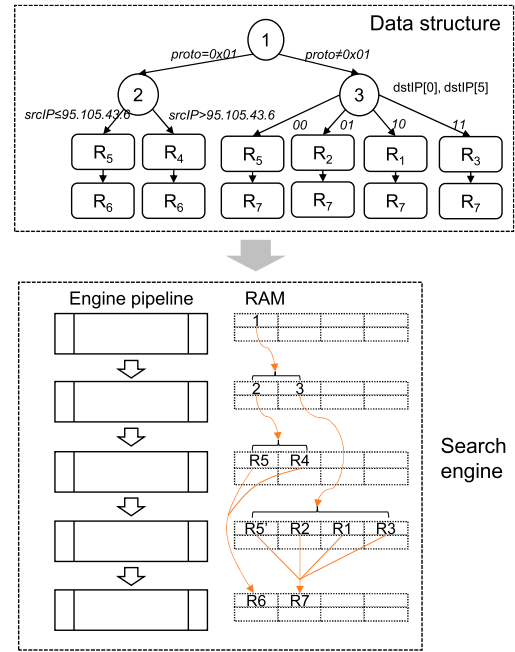 Data structure
1
proto=0x01
proto≠0x01
2
3
dstIP[0], dstIP[5]
srcIP≤95.105.43.6
srcIP>95.105.43.6
00
01
10
11
R5
R4
R5
R2
R1
R3
R6
R6
R7
R7
R7
R7
Engine pipeline
RAM
1
2
3
R5
R4
Search
engine
R5'
R2
R1
R3
R6
R7